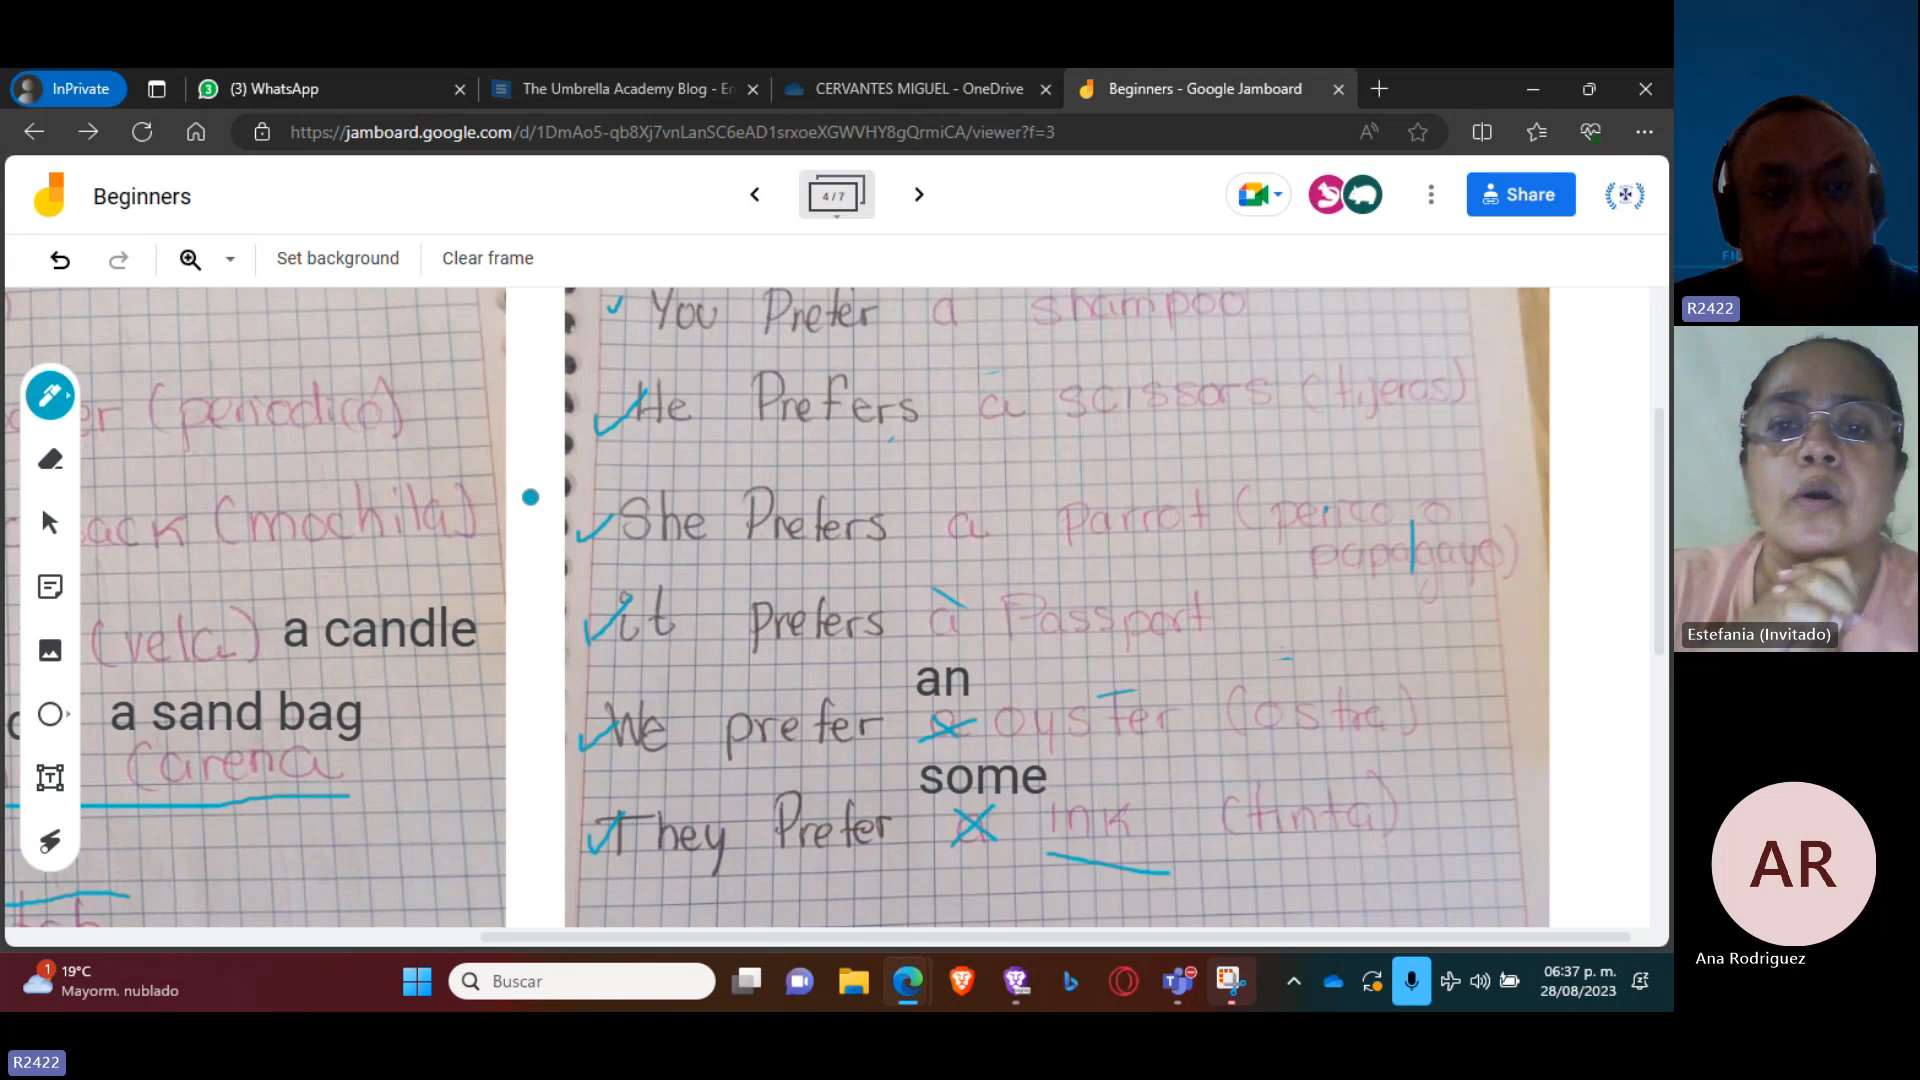 InPrivate
(3) WhatsApp
The Umbrella Academy Blog - En
CERVANTES MIGUEL - OneDrive
Beginners - Google Jamboard
https://jamboard.google.com/d/1DmAo5-qb8Xj7vnLanSC6eAD1srxoeXGWVHY8gQrmiCA/viewer?f=3
Beginners
4 / 7
Share
Set background
Clear frame
er (periodico)
ack (mochila)
(vela) a candle
a sand bag
(arena
You Prefer a shampoo
He Prefers a scissors (tijeras)
She Prefers a parrot (perico o
papagayo)
it prefers a Passport
an
We prefer a oyster (ostra)
some
They Prefer a ink (tinta)
R2422
Estefania (Invitado)
AR
Ana Rodriguez
1
19°C
Mayorm. nublado
Buscar
06:37 p. m.
28/08/2023
R2422